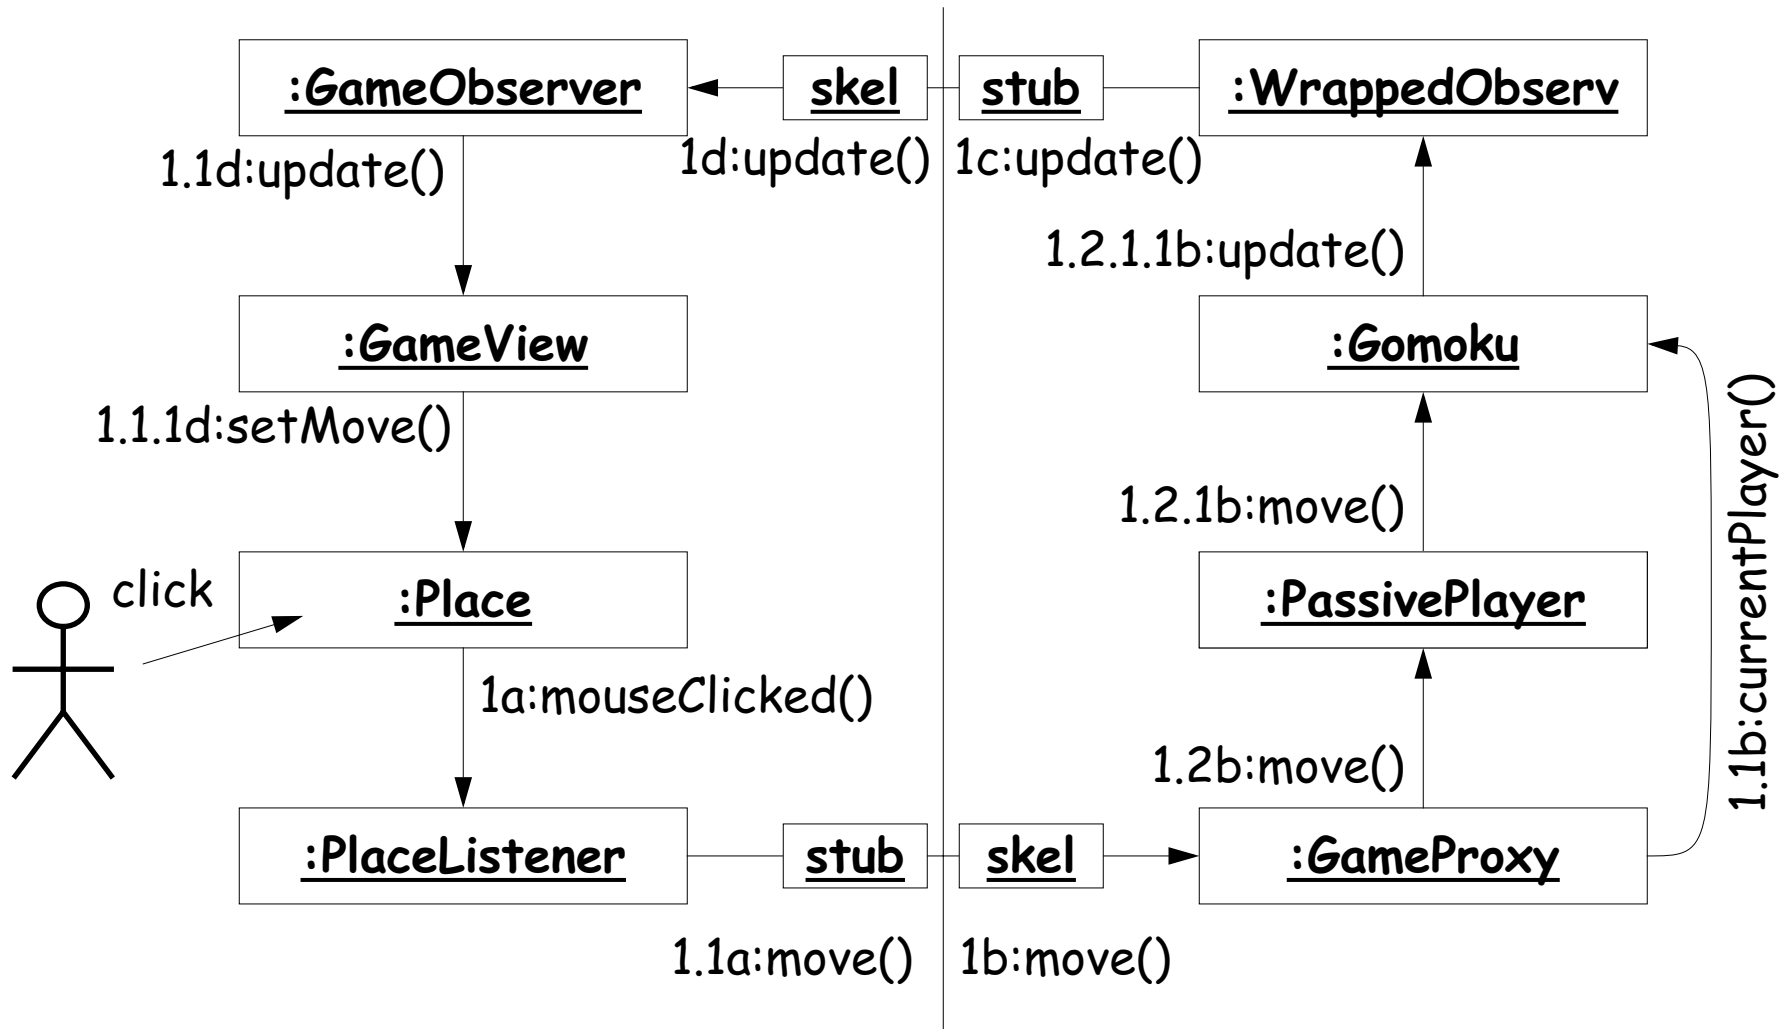 :GameObserver
skel
stub
:WrappedObserv
1.1d:update()
1d:update()
1c:update()
1.2.1.1b:update()
:GameView
:Gomoku
1.1.1d:setMove()
1.2.1b:move()
1.1b:currentPlayer()
click
:Place
:PassivePlayer
1a:mouseClicked()
1.2b:move()
:PlaceListener
stub
skel
:GameProxy
1.1a:move()
1b:move()